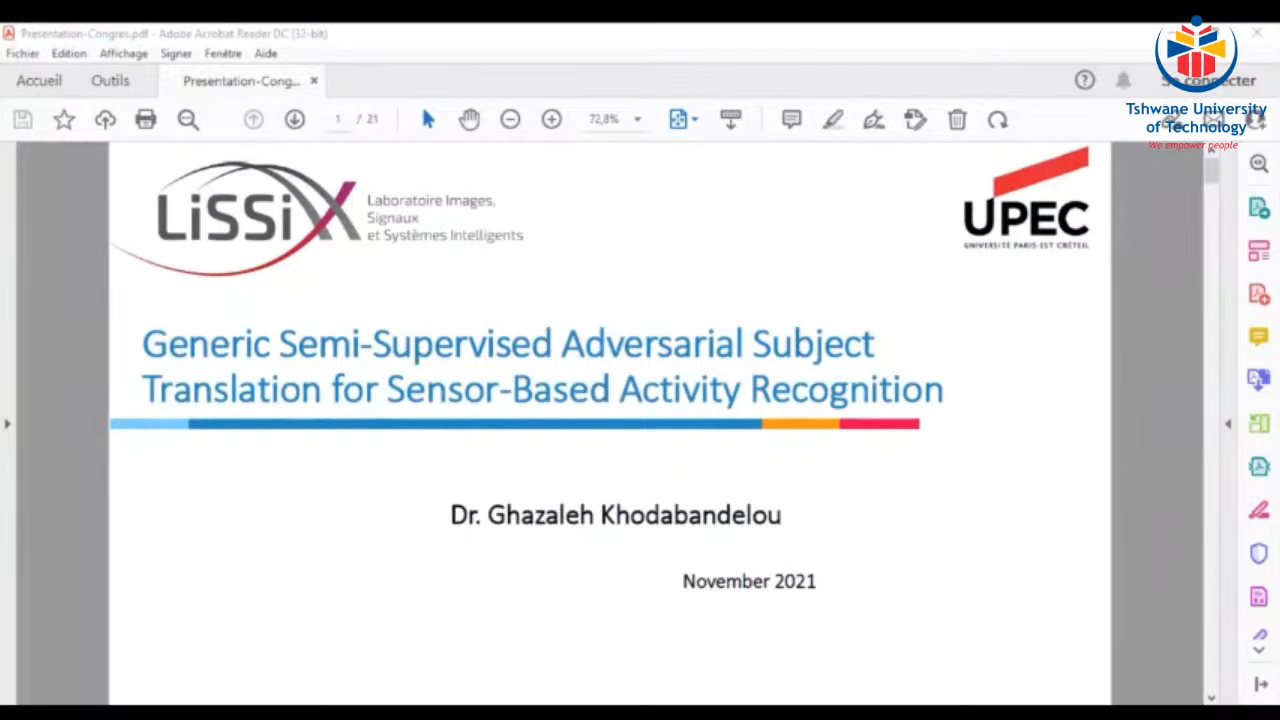 Presentation-Congres.pdf - Adobe Acrobat Reader DC (32-bit)
Fichier Edition Affichage Signer Fenêtre Aide
Accueil Outils Presentation-Cong... × Se connecter
1 / 21 72,8%
Tshwane University
of Technology
We empower people
LiSSi
Laboratoire Images,
Signaux
et Systèmes Intelligents
UPEC
UNIVERSITÉ PARIS-EST CRÉTEIL
Generic Semi-Supervised Adversarial Subject
Translation for Sensor-Based Activity Recognition
Dr. Ghazaleh Khodabandelou
November 2021